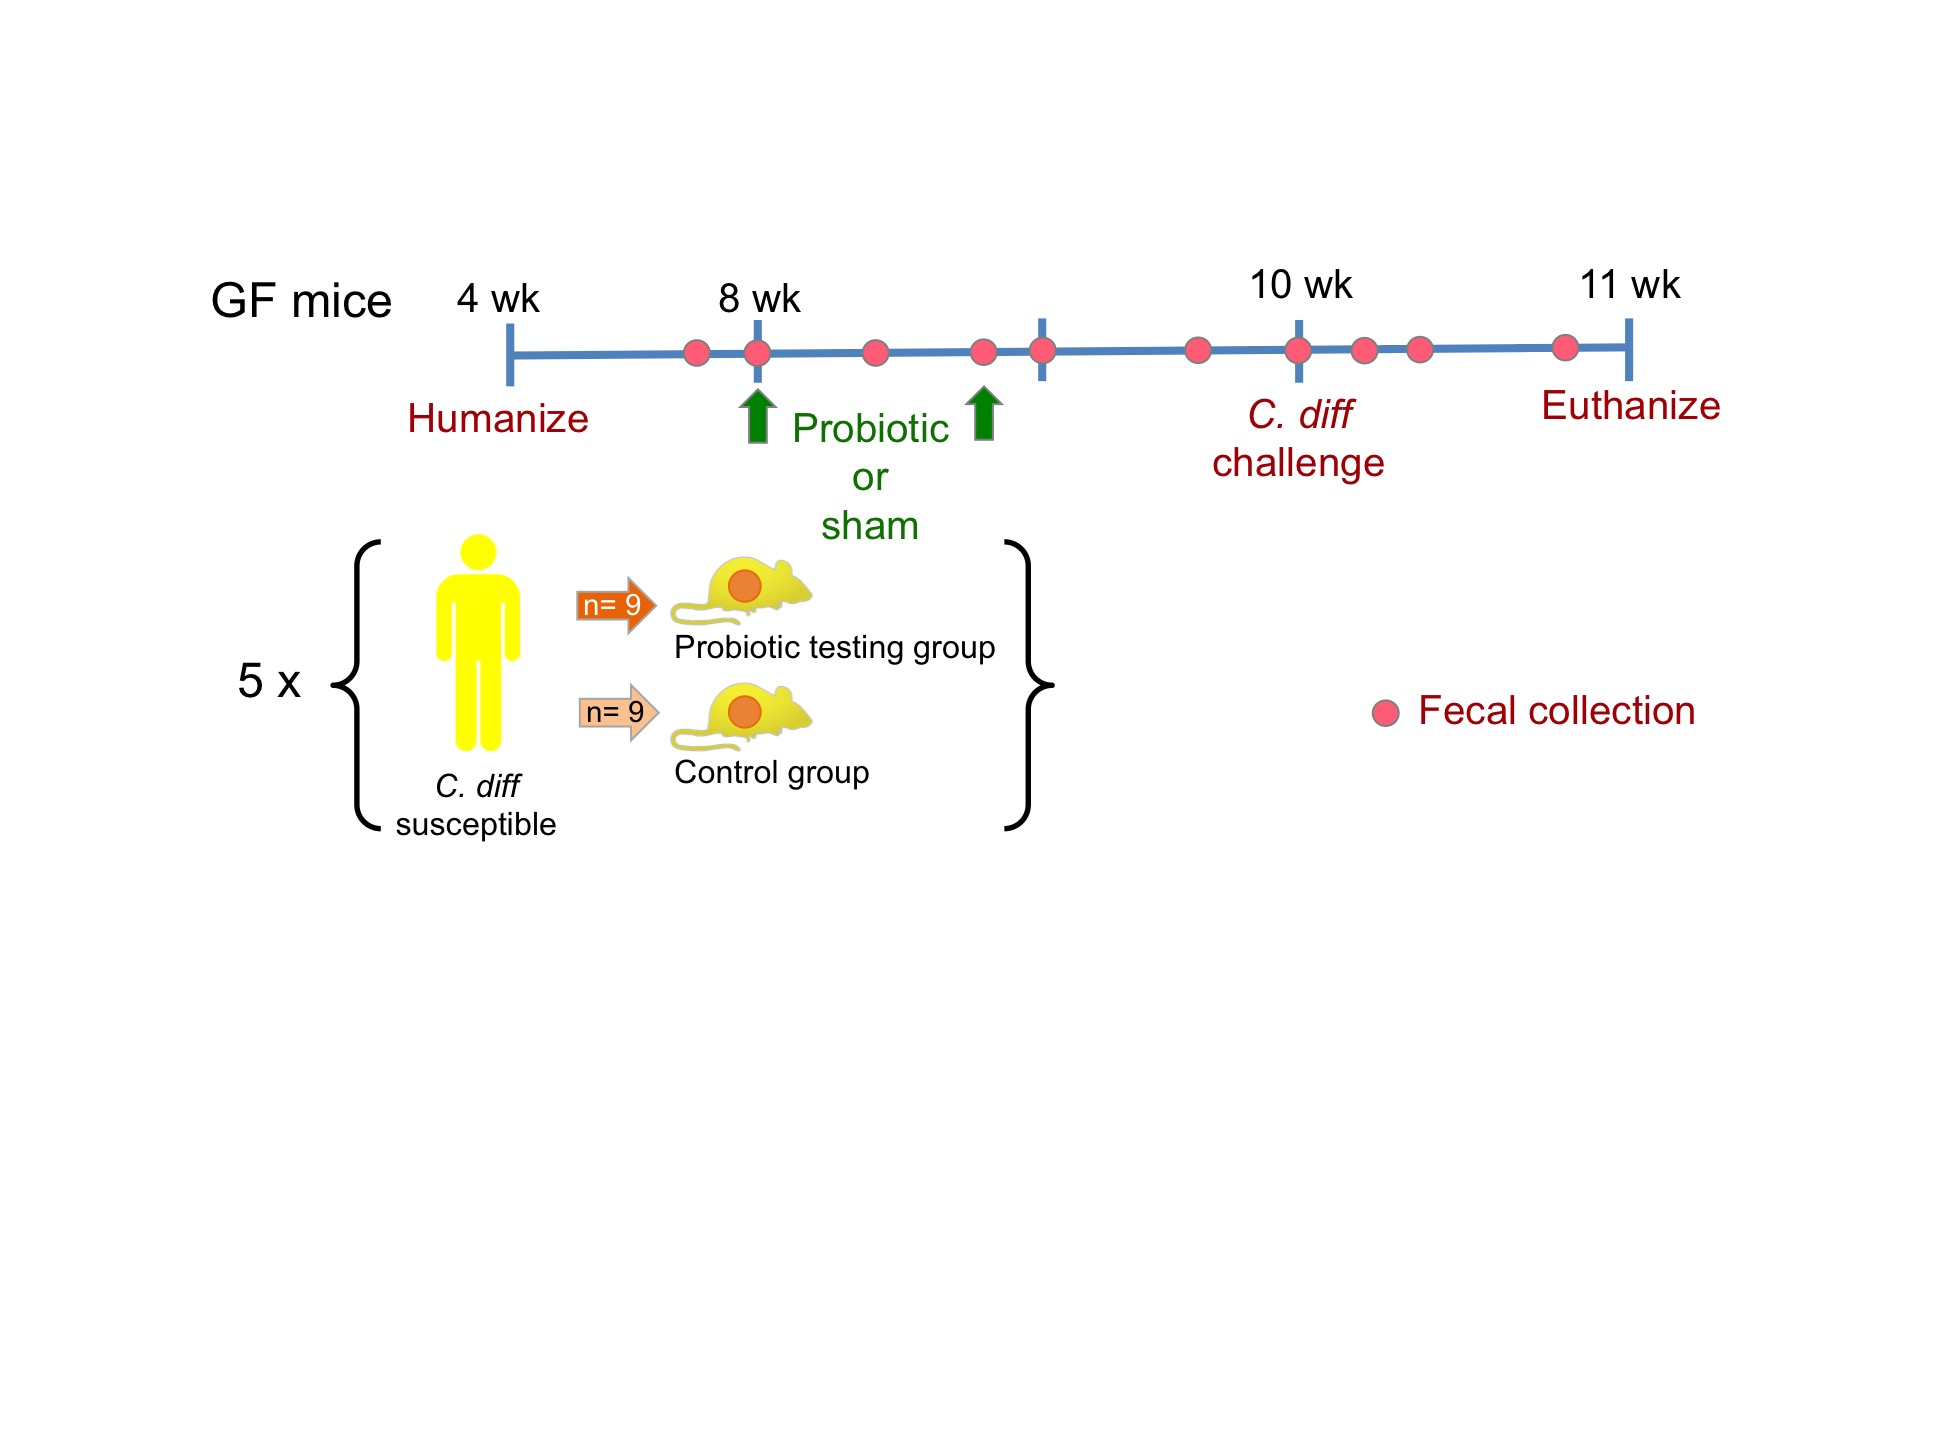 GF mice
4 wk
8 wk
10 wk
11 wk
Humanize
Probiotic
or
sham
C. diff
challenge
Euthanize
5 x
n= 9
Probiotic testing group
n= 9
Control group
C. diff
susceptible
Fecal collection